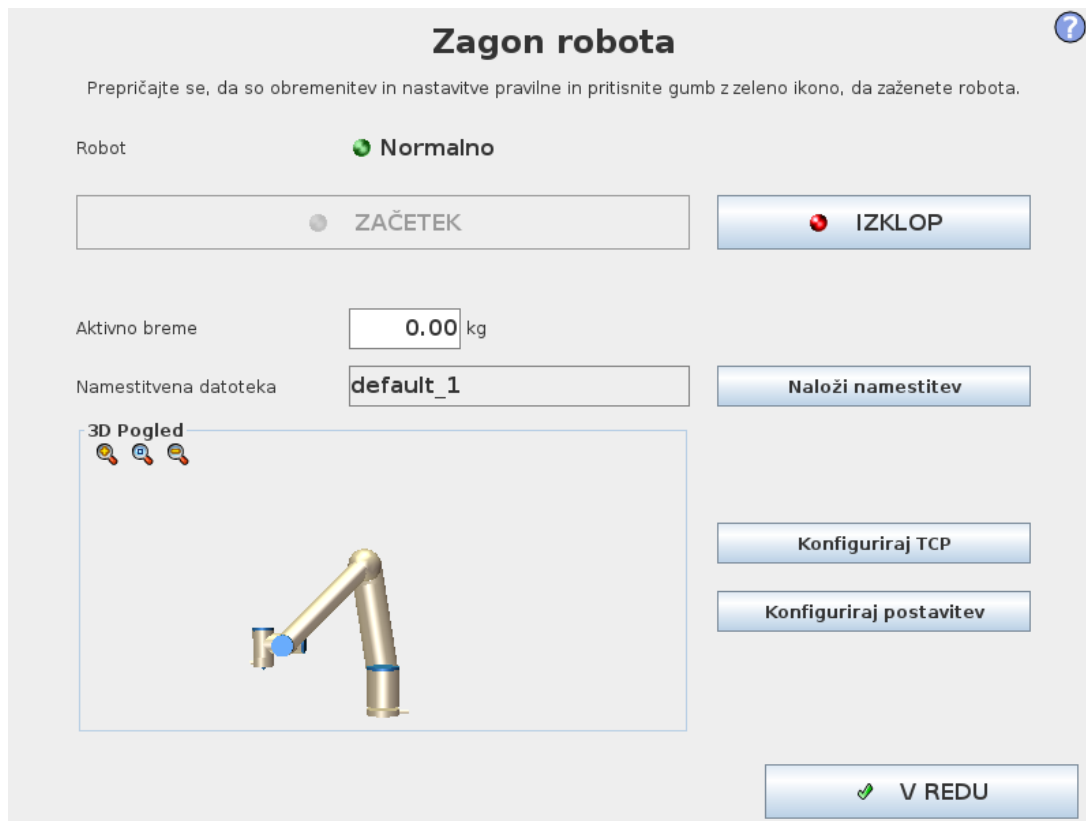 Zagon robota
?
Prepričajte se, da so obremenitev in nastavitve pravilne in pritisnite gumb z zeleno ikono, da zaženete robota.
Robot Normalno
ZAČETEK IZKLOP
Aktivno breme 0.00 kg
Namestitvena datoteka default_1 Naloži namestitev
3D Pogled
Konfiguriraj TCP
Konfiguriraj postavitev
V REDU